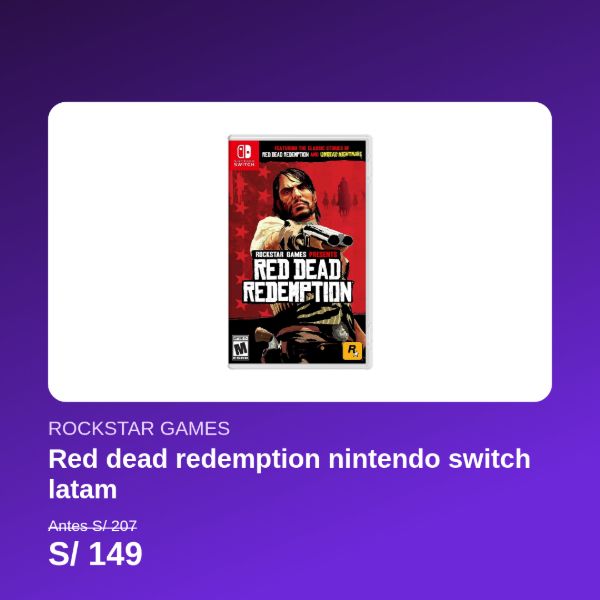 NINTENDO
SWITCH
FEATURING THE CLASSIC STORIES OF
RED DEAD REDEMPTION AND UNDEAD NIGHTMARE
ROCKSTAR GAMES PRESENTS
RED DEAD
REDEMPTION
M
R
ROCKSTAR GAMES
Red dead redemption nintendo switch
latam
Antes S/ 207
S/ 149